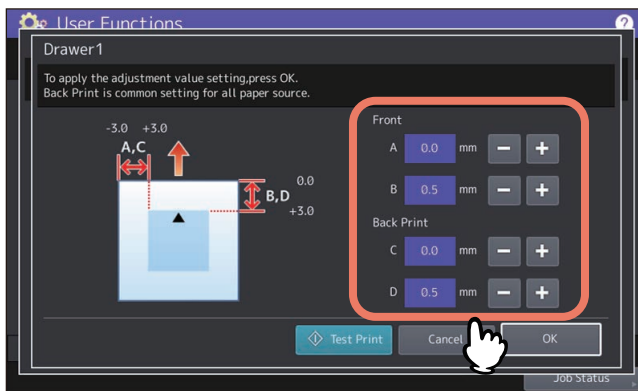 User Functions
?
Drawer1
To apply the adjustment value setting,press OK.
Back Print is common setting for all paper source.
-3.0 +3.0
A,C
0.0
B,D
+3.0
Front
A 0.0 mm − +
B 0.5 mm − +
Back Print
C 0.0 mm − +
D 0.5 mm − +
Test Print
Cancel
OK
Job Status